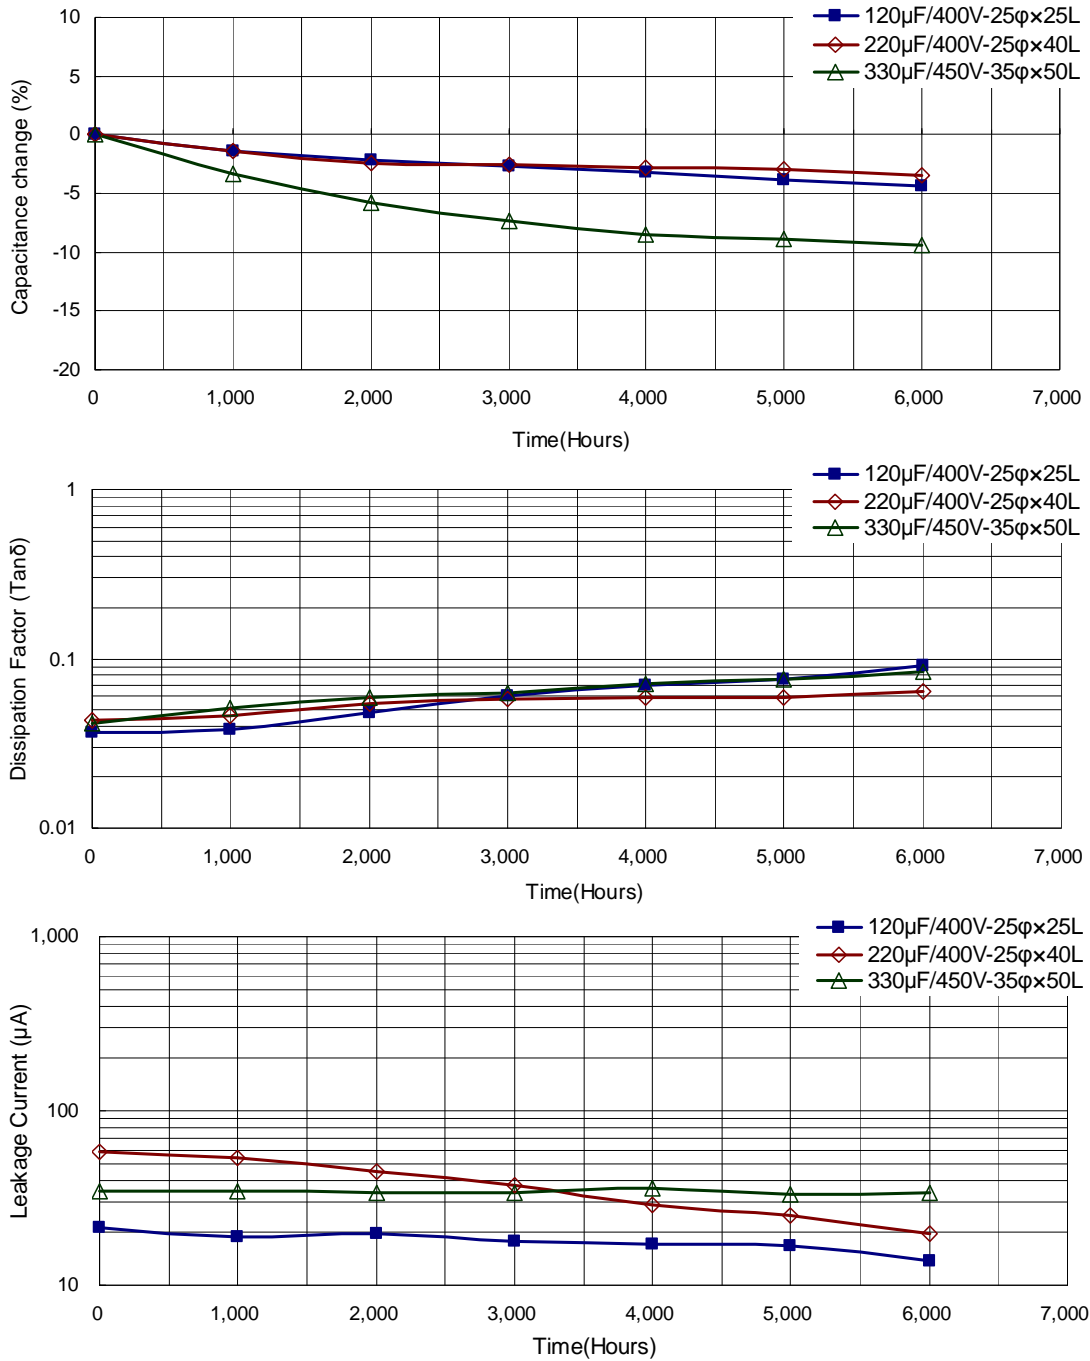 120µF/400V-25φ×25L
220µF/400V-25φ×40L
330µF/450V-35φ×50L
Capacitance change (%)
10
5
0
-5
-10
-15
-20
0 1,000 2,000 3,000 4,000 5,000 6,000 7,000
Time(Hours)
120µF/400V-25φ×25L
220µF/400V-25φ×40L
330µF/450V-35φ×50L
Dissipation Factor (Tanδ)
1
0.1
0.01
0 1,000 2,000 3,000 4,000 5,000 6,000 7,000
Time(Hours)
120µF/400V-25φ×25L
220µF/400V-25φ×40L
330µF/450V-35φ×50L
Leakage Current (µA)
1,000
100
10
0 1,000 2,000 3,000 4,000 5,000 6,000 7,000
Time(Hours)